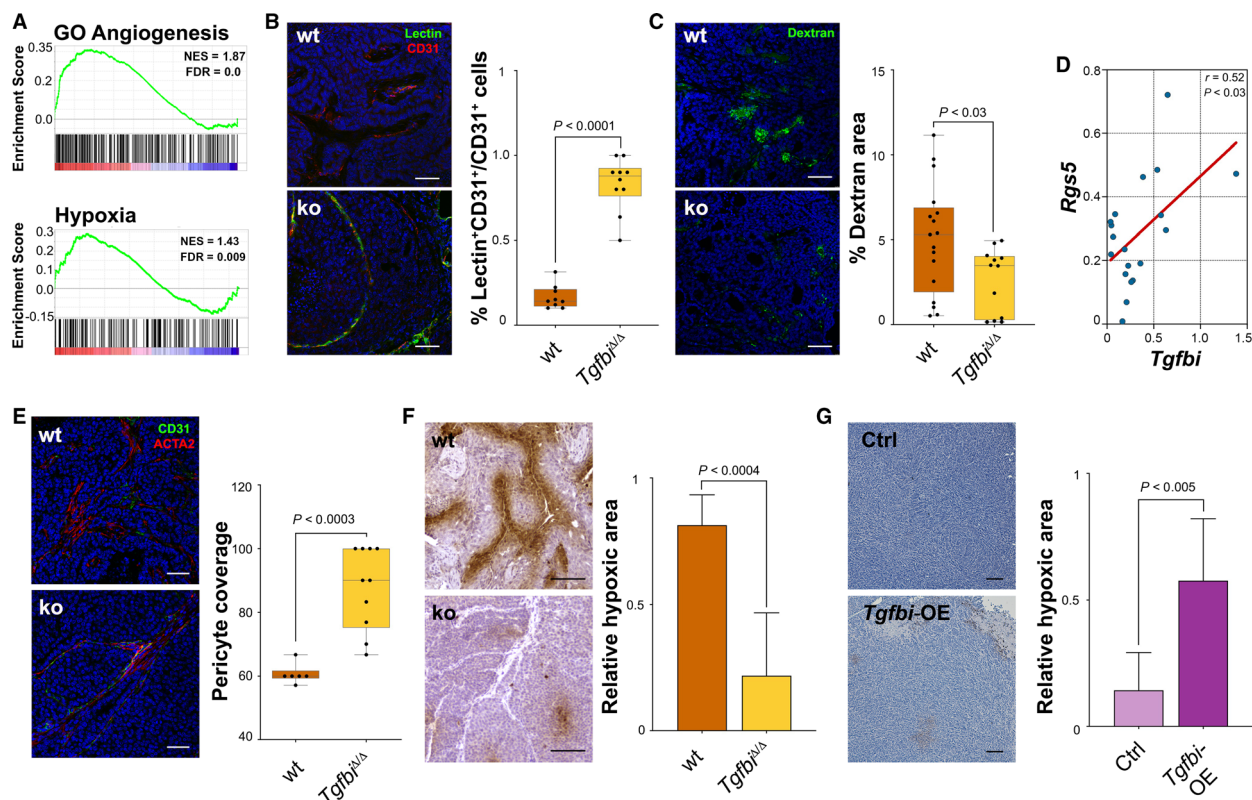 A
GO Angiogenesis
Enrichment Score
0.35
0.3
0.0
NES = 1.87
FDR = 0.0
Hypoxia
Enrichment Score
0.3
0.2
0.1
0.0
-0.15
NES = 1.43
FDR = 0.009
B
wt
Lectin
CD31
ko
% Lectin⁺CD31⁺/CD31⁺ cells
1
0.5
0
P < 0.0001
wt
TgfbiΔ/Δ
C
wt
Dextran
ko
% Dextran area
15
10
5
0
P < 0.03
wt
TgfbiΔ/Δ
D
Rgs5
0.8
0.6
0.4
0.2
0
r = 0.52
P < 0.03
0 0.5 1.0 1.5
Tgfbi
E
wt
CD31
ACTA2
ko
Pericyte coverage
120
100
80
60
40
P < 0.0003
wt
TgfbiΔ/Δ
F
wt
ko
Relative hypoxic area
1
0.5
0
P < 0.0004
wt
TgfbiΔ/Δ
G
Ctrl
Tgfbi-OE
Relative hypoxic area
1
0.5
0
P < 0.005
Ctrl
Tgfbi-
OE